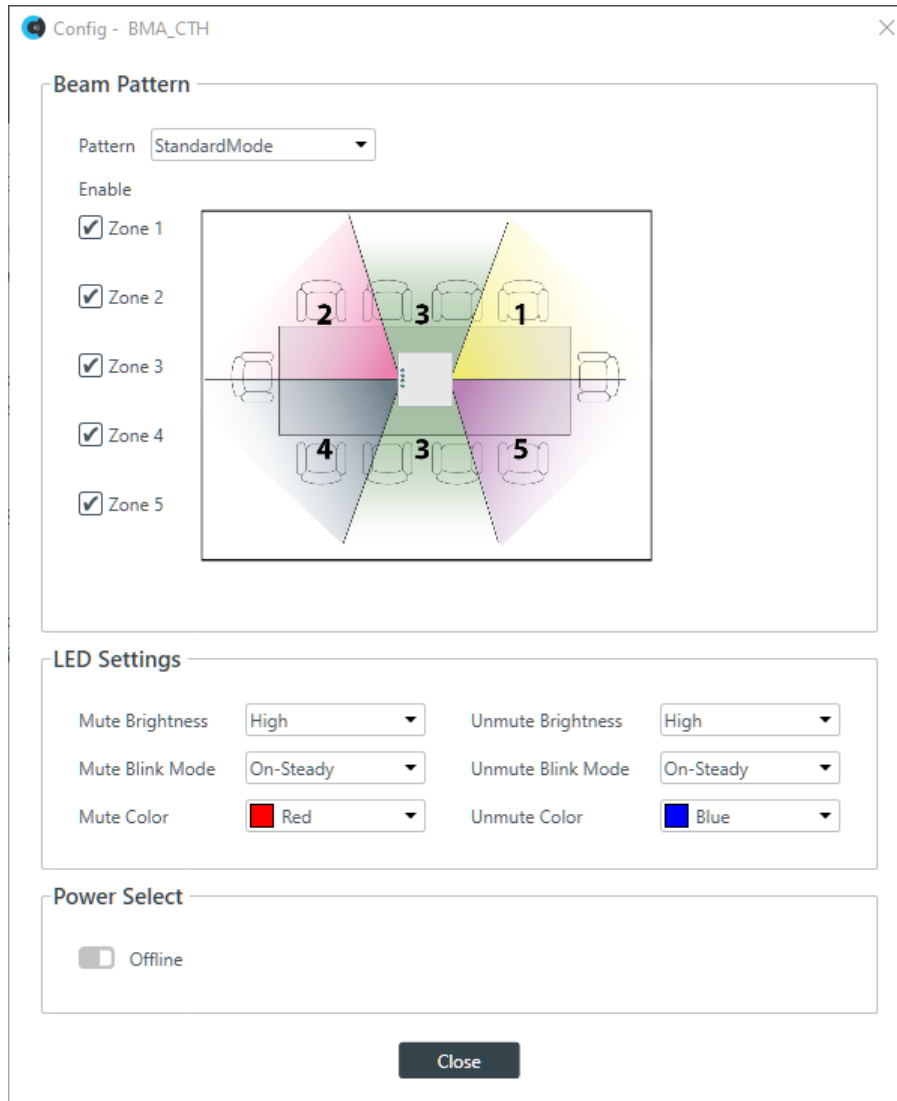 Config - BMA_CTH
Beam Pattern
Pattern StandardMode
Enable
Zone 1
Zone 2
Zone 3
Zone 4
Zone 5
2 3 1
4 3 5
LED Settings
Mute Brightness High Unmute Brightness High
Mute Blink Mode On-Steady Unmute Blink Mode On-Steady
Mute Color Red Unmute Color Blue
Power Select
Offline
Close